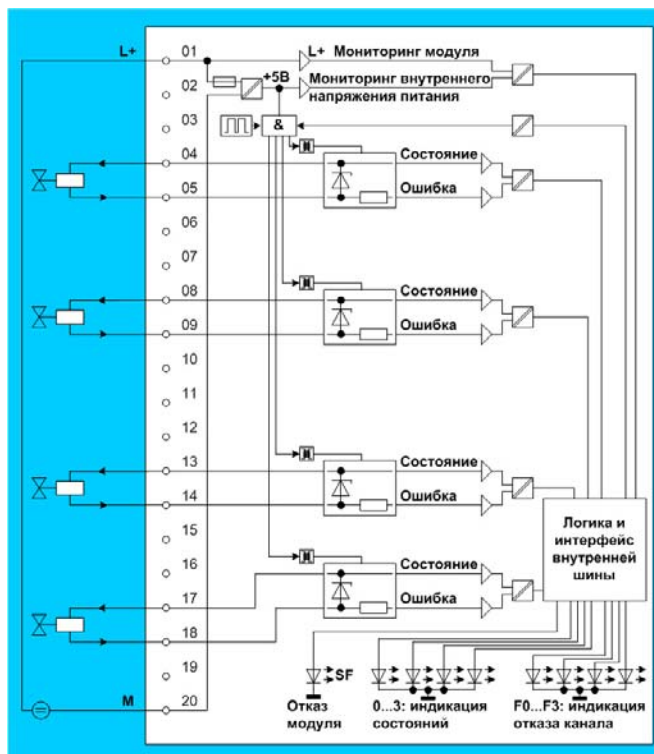 L+
01
L+ Мониторинг модуля
+5В
02
Мониторинг внутреннего
напряжения питания
03
&
04
Состояние
05
Ошибка
06
07
08
Состояние
09
Ошибка
10
11
12
13
Состояние
14
Ошибка
15
16
Состояние
17
Ошибка
18
Логика и
интерфейс
внутренней
шины
19
SF
M
20
Отказ
модуля
0...3: индикация
состояний
F0...F3: индикация
отказа канала